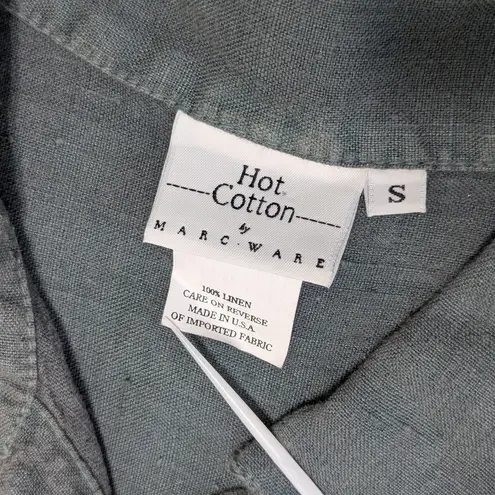 Hot
Cotton
by
MARC·WARE
S
100% LINEN
CARE ON REVERSE
MADE IN U.S.A.
OF IMPORTED FABRIC